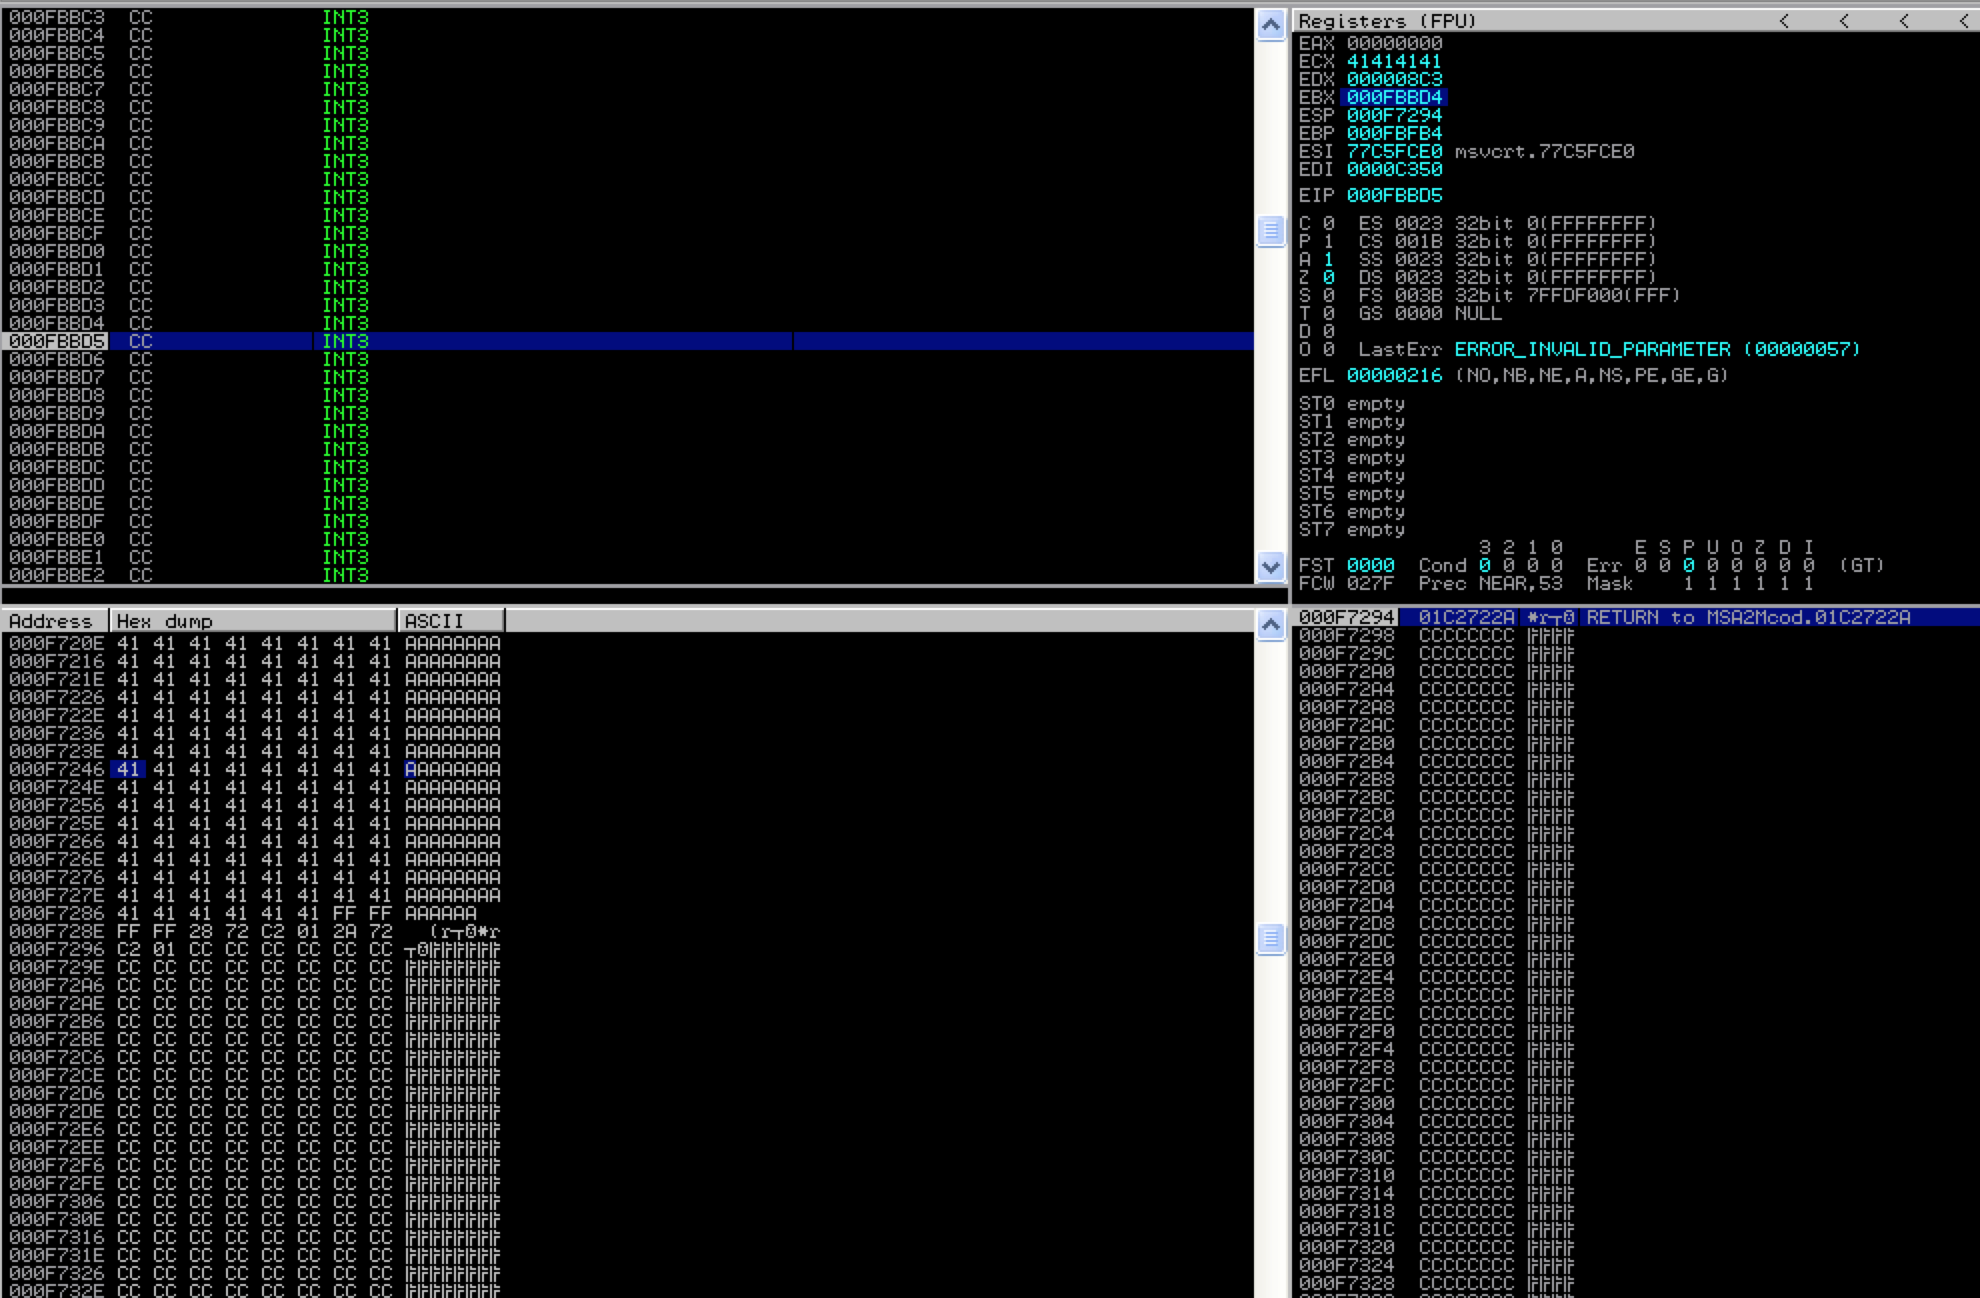 000FBBC3 CC INT3
000FBBC4 CC INT3
000FBBC5 CC INT3
000FBBC6 CC INT3
000FBBC7 CC INT3
000FBBC8 CC INT3
000FBBC9 CC INT3
000FBBCA CC INT3
000FBBCB CC INT3
000FBBCC CC INT3
000FBBCD CC INT3
000FBBCE CC INT3
000FBBCF CC INT3
000FBBD0 CC INT3
000FBBD1 CC INT3
000FBBD2 CC INT3
000FBBD3 CC INT3
000FBBD4 CC INT3
000FBBD5 CC INT3
000FBBD6 CC INT3
000FBBD7 CC INT3
000FBBD8 CC INT3
000FBBD9 CC INT3
000FBBDA CC INT3
000FBBDB CC INT3
000FBBDC CC INT3
000FBBDD CC INT3
000FBBDE CC INT3
000FBBDF CC INT3
000FBBE0 CC INT3
000FBBE1 CC INT3
000FBBE2 CC INT3
Registers (FPU) < < < <
EAX 00000000
ECX 41414141
EDX 000008C3
EBX 000FBBD4
ESP 000F7294
EBP 000FBFB4
ESI 77C5FCE0 msvcrt.77C5FCE0
EDI 0000C350
EIP 000FBBD5
C 0 ES 0023 32bit 0(FFFFFFFF)
P 1 CS 001B 32bit 0(FFFFFFFF)
A 1 SS 0023 32bit 0(FFFFFFFF)
Z 0 DS 0023 32bit 0(FFFFFFFF)
S 0 FS 003B 32bit 7FFDF000(FFF)
T 0 GS 0000 NULL
D 0
O 0 LastErr ERROR_INVALID_PARAMETER (00000057)
EFL 00000216 (NO,NB,NE,A,NS,PE,GE,G)
ST0 empty
ST1 empty
ST2 empty
ST3 empty
ST4 empty
ST5 empty
ST6 empty
ST7 empty
3 2 1 0 E S P U O Z D I
FST 0000 Cond 0 0 0 0 Err 0 0 0 0 0 0 0 0 (GT)
FCW 027F Prec NEAR,53 Mask 1 1 1 1 1 1
Address Hex dump ASCII
000F720E 41 41 41 41 41 41 41 41 AAAAAAAA
000F7216 41 41 41 41 41 41 41 41 AAAAAAAA
000F721E 41 41 41 41 41 41 41 41 AAAAAAAA
000F7226 41 41 41 41 41 41 41 41 AAAAAAAA
000F722E 41 41 41 41 41 41 41 41 AAAAAAAA
000F7236 41 41 41 41 41 41 41 41 AAAAAAAA
000F723E 41 41 41 41 41 41 41 41 AAAAAAAA
000F7246 41 41 41 41 41 41 41 41 AAAAAAAA
000F724E 41 41 41 41 41 41 41 41 AAAAAAAA
000F7256 41 41 41 41 41 41 41 41 AAAAAAAA
000F725E 41 41 41 41 41 41 41 41 AAAAAAAA
000F7266 41 41 41 41 41 41 41 41 AAAAAAAA
000F726E 41 41 41 41 41 41 41 41 AAAAAAAA
000F7276 41 41 41 41 41 41 41 41 AAAAAAAA
000F727E 41 41 41 41 41 41 41 41 AAAAAAAA
000F7286 41 41 41 41 41 41 FF FF AAAAAA
000F728E FF FF 28 72 C2 01 2A 72 (r┬☺*r
000F7296 C2 01 CC CC CC CC CC CC ┬☺╠╠╠╠╠╠
000F729E CC CC CC CC CC CC CC CC ╠╠╠╠╠╠╠╠
000F72A6 CC CC CC CC CC CC CC CC ╠╠╠╠╠╠╠╠
000F72AE CC CC CC CC CC CC CC CC ╠╠╠╠╠╠╠╠
000F72B6 CC CC CC CC CC CC CC CC ╠╠╠╠╠╠╠╠
000F72BE CC CC CC CC CC CC CC CC ╠╠╠╠╠╠╠╠
000F72C6 CC CC CC CC CC CC CC CC ╠╠╠╠╠╠╠╠
000F72CE CC CC CC CC CC CC CC CC ╠╠╠╠╠╠╠╠
000F72D6 CC CC CC CC CC CC CC CC ╠╠╠╠╠╠╠╠
000F72DE CC CC CC CC CC CC CC CC ╠╠╠╠╠╠╠╠
000F72E6 CC CC CC CC CC CC CC CC ╠╠╠╠╠╠╠╠
000F72EE CC CC CC CC CC CC CC CC ╠╠╠╠╠╠╠╠
000F72F6 CC CC CC CC CC CC CC CC ╠╠╠╠╠╠╠╠
000F72FE CC CC CC CC CC CC CC CC ╠╠╠╠╠╠╠╠
000F7306 CC CC CC CC CC CC CC CC ╠╠╠╠╠╠╠╠
000F730E CC CC CC CC CC CC CC CC ╠╠╠╠╠╠╠╠
000F7316 CC CC CC CC CC CC CC CC ╠╠╠╠╠╠╠╠
000F731E CC CC CC CC CC CC CC CC ╠╠╠╠╠╠╠╠
000F7326 CC CC CC CC CC CC CC CC ╠╠╠╠╠╠╠╠
000F732E CC CC CC CC CC CC CC CC ╠╠╠╠╠╠╠╠
000F7294 01C2722A *r┬☺ RETURN to MSA2Mcod.01C2722A
000F7298 CCCCCCCC ╠╠╠╠
000F729C CCCCCCCC ╠╠╠╠
000F72A0 CCCCCCCC ╠╠╠╠
000F72A4 CCCCCCCC ╠╠╠╠
000F72A8 CCCCCCCC ╠╠╠╠
000F72AC CCCCCCCC ╠╠╠╠
000F72B0 CCCCCCCC ╠╠╠╠
000F72B4 CCCCCCCC ╠╠╠╠
000F72B8 CCCCCCCC ╠╠╠╠
000F72BC CCCCCCCC ╠╠╠╠
000F72C0 CCCCCCCC ╠╠╠╠
000F72C4 CCCCCCCC ╠╠╠╠
000F72C8 CCCCCCCC ╠╠╠╠
000F72CC CCCCCCCC ╠╠╠╠
000F72D0 CCCCCCCC ╠╠╠╠
000F72D4 CCCCCCCC ╠╠╠╠
000F72D8 CCCCCCCC ╠╠╠╠
000F72DC CCCCCCCC ╠╠╠╠
000F72E0 CCCCCCCC ╠╠╠╠
000F72E4 CCCCCCCC ╠╠╠╠
000F72E8 CCCCCCCC ╠╠╠╠
000F72EC CCCCCCCC ╠╠╠╠
000F72F0 CCCCCCCC ╠╠╠╠
000F72F4 CCCCCCCC ╠╠╠╠
000F72F8 CCCCCCCC ╠╠╠╠
000F72FC CCCCCCCC ╠╠╠╠
000F7300 CCCCCCCC ╠╠╠╠
000F7304 CCCCCCCC ╠╠╠╠
000F7308 CCCCCCCC ╠╠╠╠
000F730C CCCCCCCC ╠╠╠╠
000F7310 CCCCCCCC ╠╠╠╠
000F7314 CCCCCCCC ╠╠╠╠
000F7318 CCCCCCCC ╠╠╠╠
000F731C CCCCCCCC ╠╠╠╠
000F7320 CCCCCCCC ╠╠╠╠
000F7324 CCCCCCCC ╠╠╠╠
000F7328 CCCCCCCC ╠╠╠╠